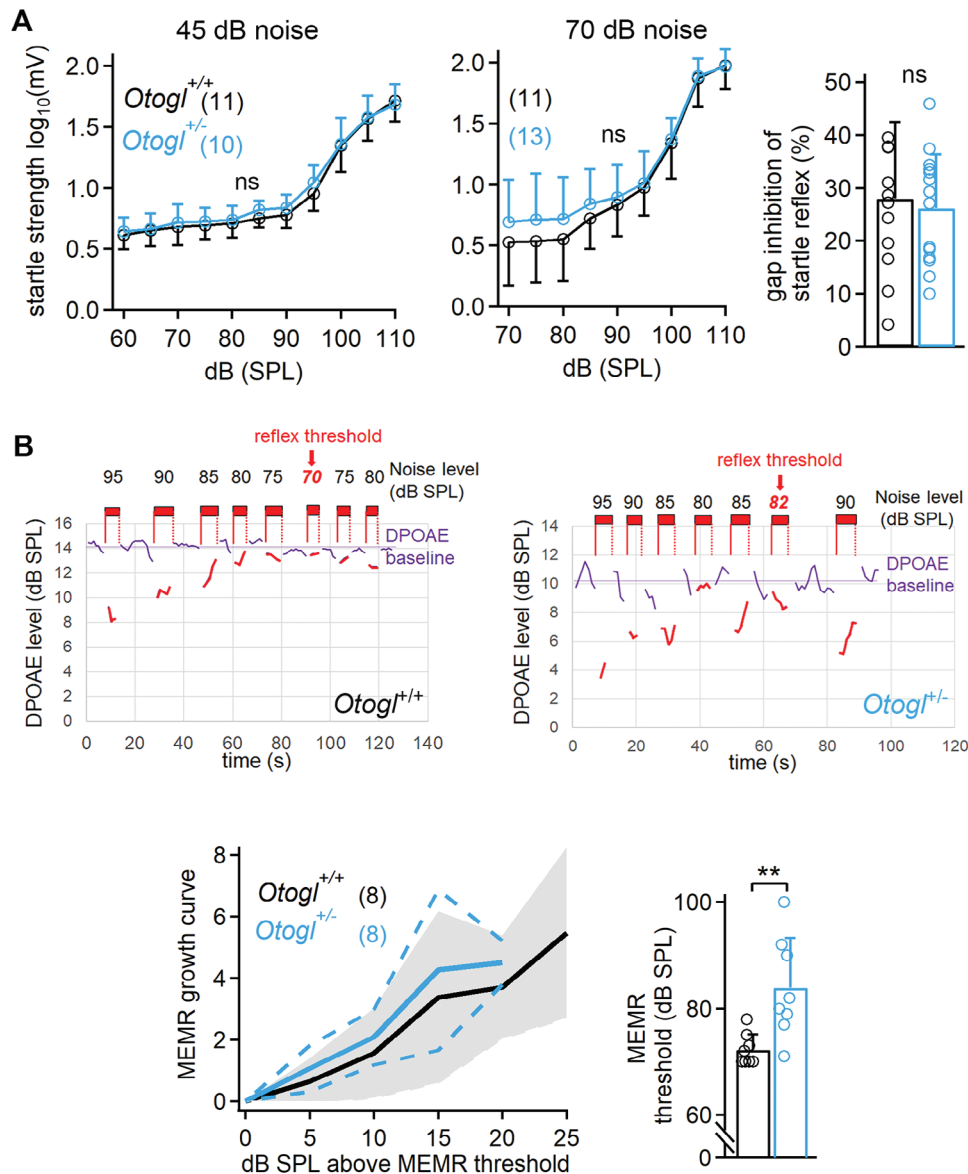 A
45 dB noise
70 dB noise
startle strength log10(mV)
2.0
1.5
1.0
0.5
0.0
Otogl+/+ (11)
Otogl+/- (10)
ns
60 70 80 90 100 110
dB (SPL)
2.0
1.5
1.0
0.5
0.0
(11)
(13)
ns
70 80 90 100 110
dB (SPL)
gap inhibition of
startle reflex (%)
50
40
30
20
10
0
ns
B
reflex threshold
95 90 85 80 75 70 75 80 Noise level
(dB SPL)
DPOAE level (dB SPL)
16
14
12
10
8
6
4
2
0
DPOAE
baseline
Otogl+/+
0 20 40 60 80 100 120 140
time (s)
reflex threshold
95 90 85 80 85 82 90 Noise level
(dB SPL)
DPOAE level (dB SPL)
14
12
10
8
6
4
2
0
DPOAE
baseline
Otogl+/-
0 20 40 60 80 100 120
time (s)
MEMR growth curve
8
6
4
2
0
Otogl+/+ (8)
Otogl+/- (8)
0 5 10 15 20 25
dB SPL above MEMR threshold
MEMR
threshold (dB SPL)
100
80
60
0
**